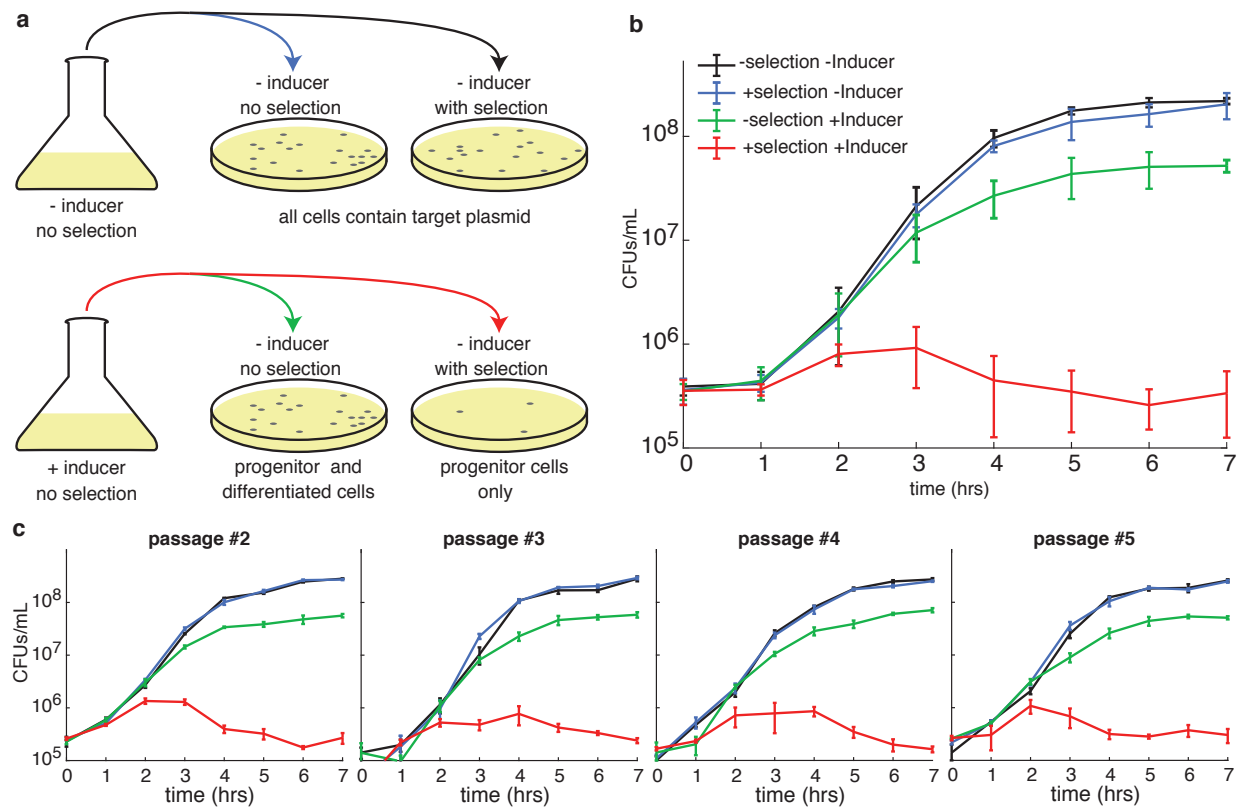 a
- inducer
no selection
- inducer
with selection
- inducer
no selection
all cells contain target plasmid
- inducer
no selection
- inducer
with selection
+ inducer
no selection
progenitor and
differentiated cells
progenitor cells
only
b
-selection -Inducer
+selection -Inducer
-selection +Inducer
+selection +Inducer
CFUs/mL
10^8
10^7
10^6
10^5
0 1 2 3 4 5 6 7
time (hrs)
c
passage #2
passage #3
passage #4
passage #5
CFUs/mL
10^8
10^7
10^6
10^5
0 1 2 3 4 5 6 7
0 1 2 3 4 5 6 7
0 1 2 3 4 5 6 7
0 1 2 3 4 5 6 7
time (hrs)
time (hrs)
time (hrs)
time (hrs)